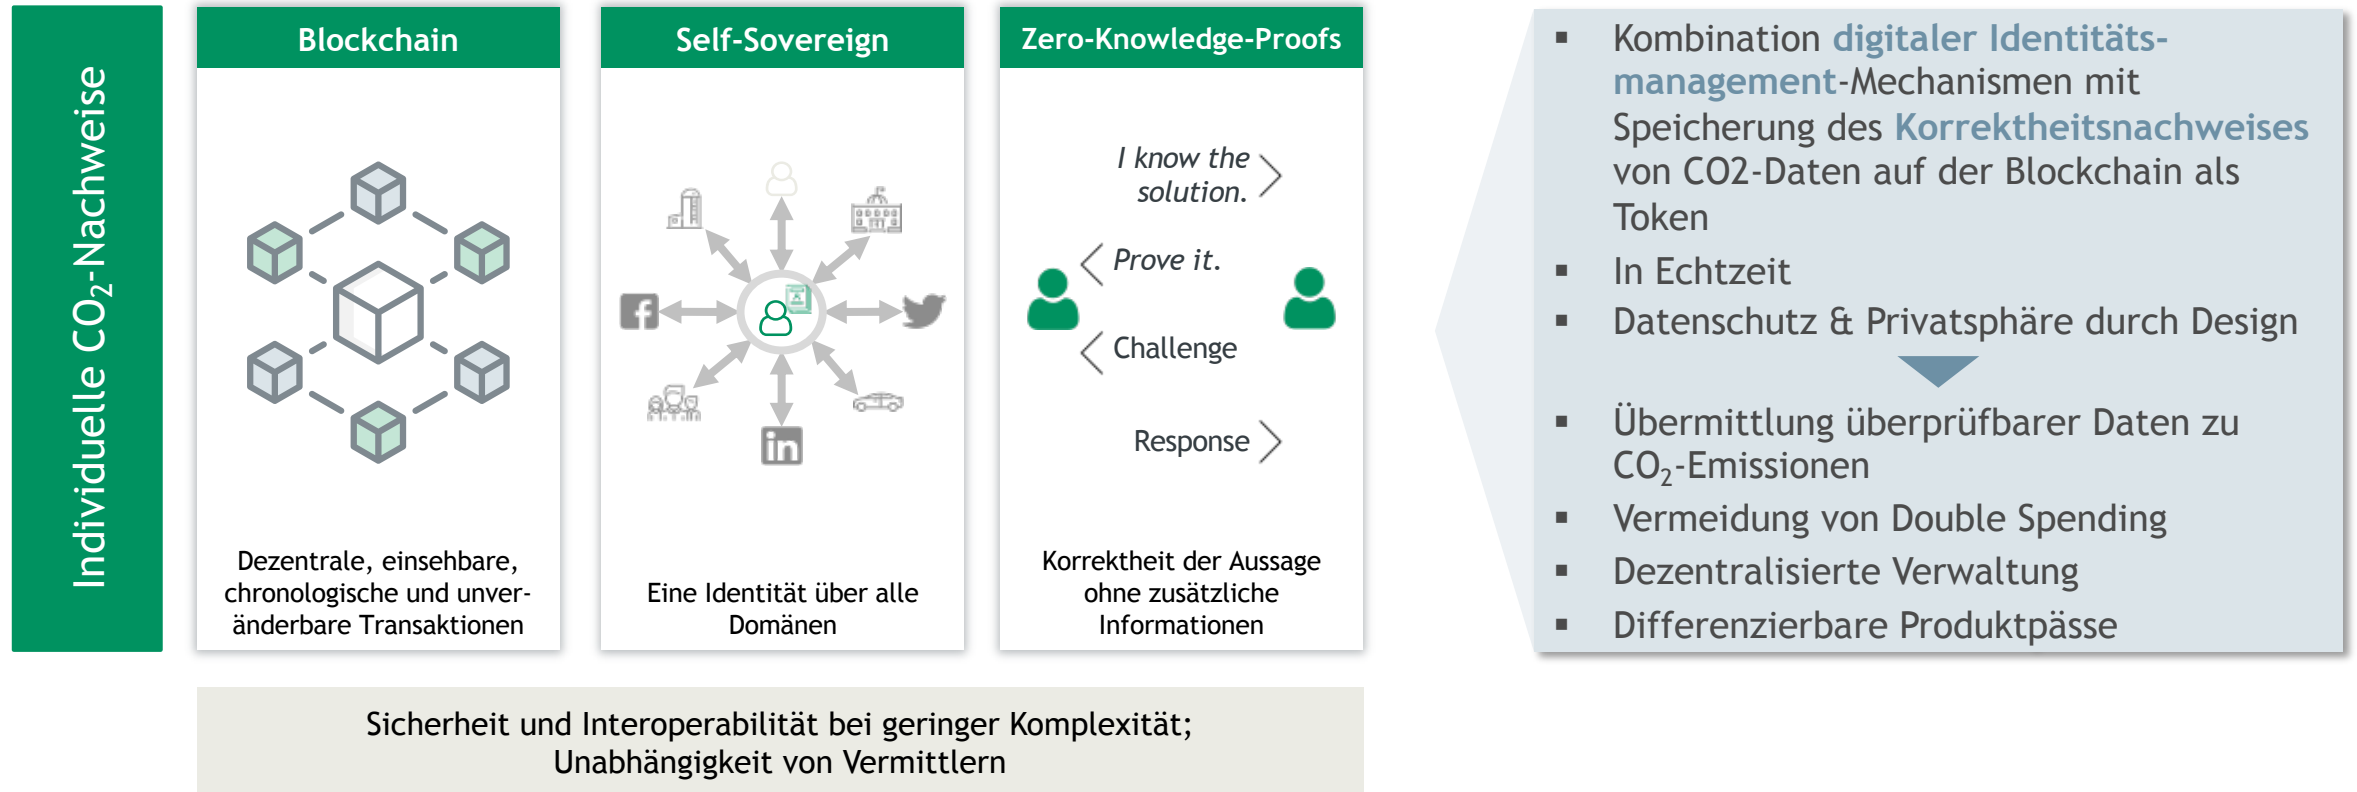 Individuelle CO₂-Nachweise
Blockchain
Dezentrale, einsehbare,
chronologische und unver-
änderbare Transaktionen
Self-Sovereign
f
in
Eine Identität über alle
Domänen
Zero-Knowledge-Proofs
I know the
solution.
Prove it.
Challenge
Response
Korrektheit der Aussage
ohne zusätzliche
Informationen
Sicherheit und Interoperabilität bei geringer Komplexität;
Unabhängigkeit von Vermittlern
▪ Kombination digitaler Identitäts-
management-Mechanismen mit
Speicherung des Korrektheitsnachweises
von CO2-Daten auf der Blockchain als
Token
▪ In Echtzeit
▪ Datenschutz & Privatsphäre durch Design
▪ Übermittlung überprüfbarer Daten zu
CO₂-Emissionen
▪ Vermeidung von Double Spending
▪ Dezentralisierte Verwaltung
▪ Differenzierbare Produktpässe